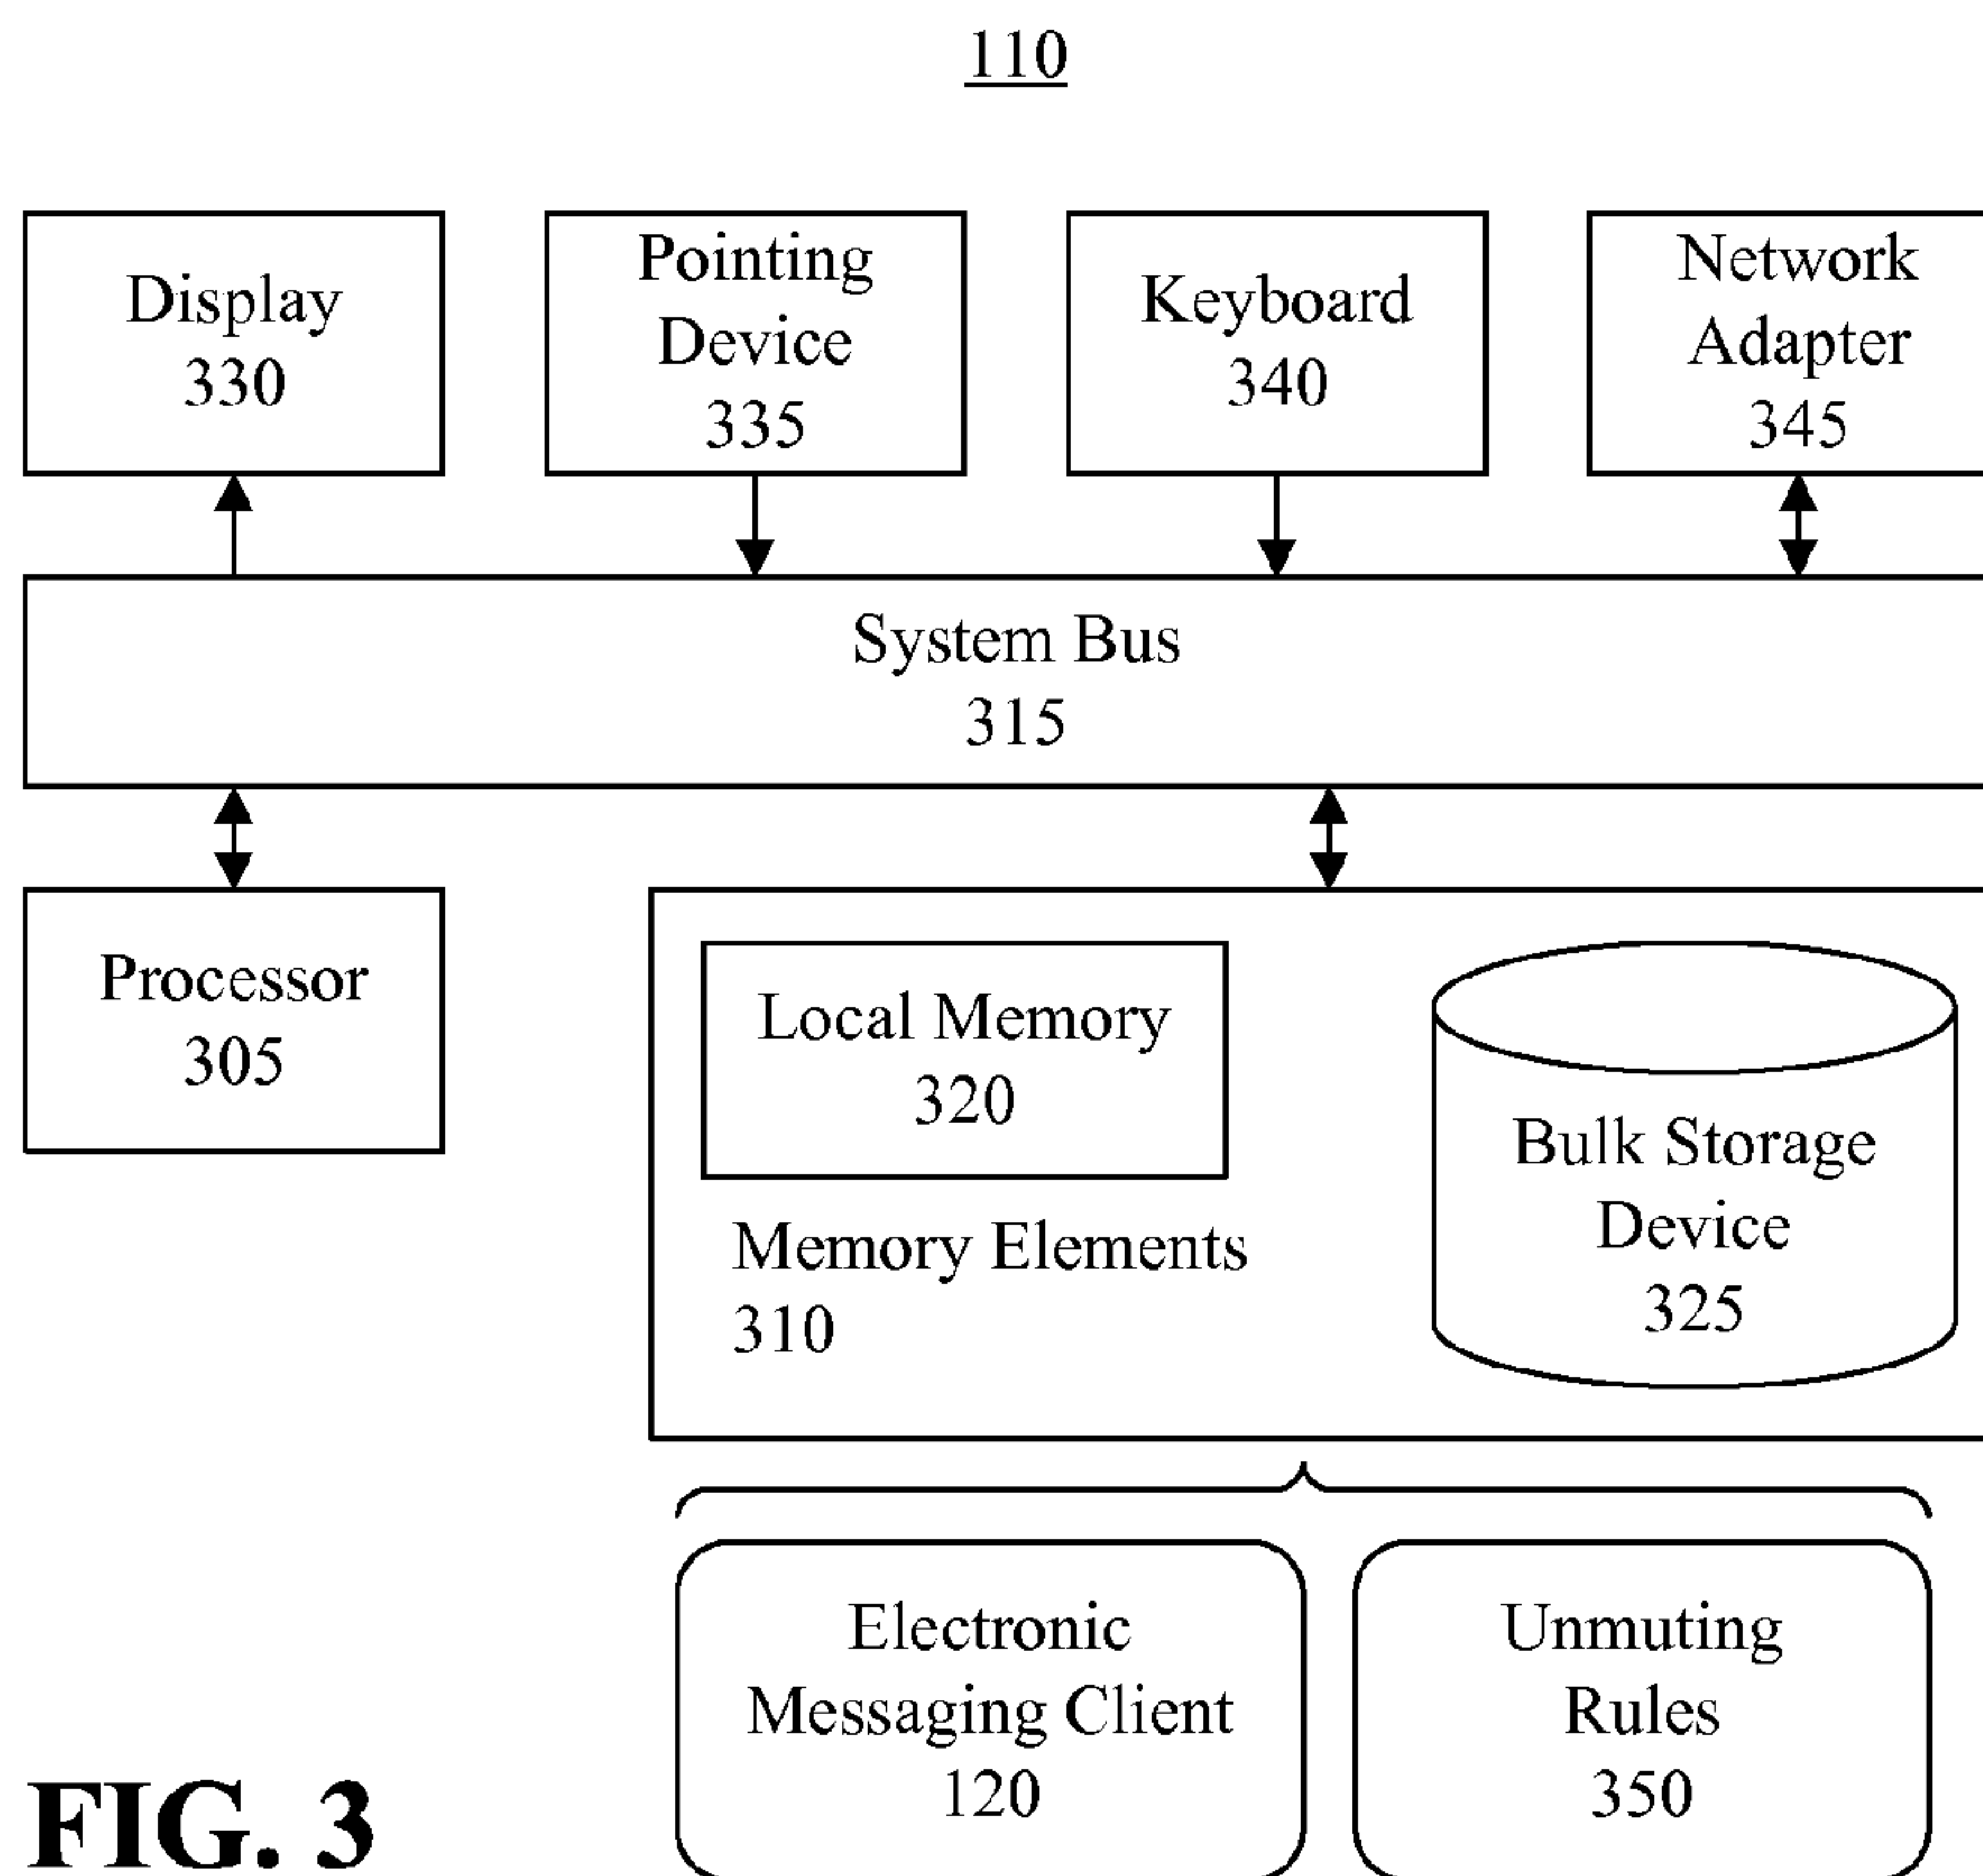 110
Display
330
Pointing
Device
335
Keyboard
340
Network
Adapter
345
System Bus
315
Processor
305
Local Memory
320
Memory Elements
310
Bulk Storage
Device
325
Electronic
Messaging Client
120
Unmuting
Rules
350
FIG. 3